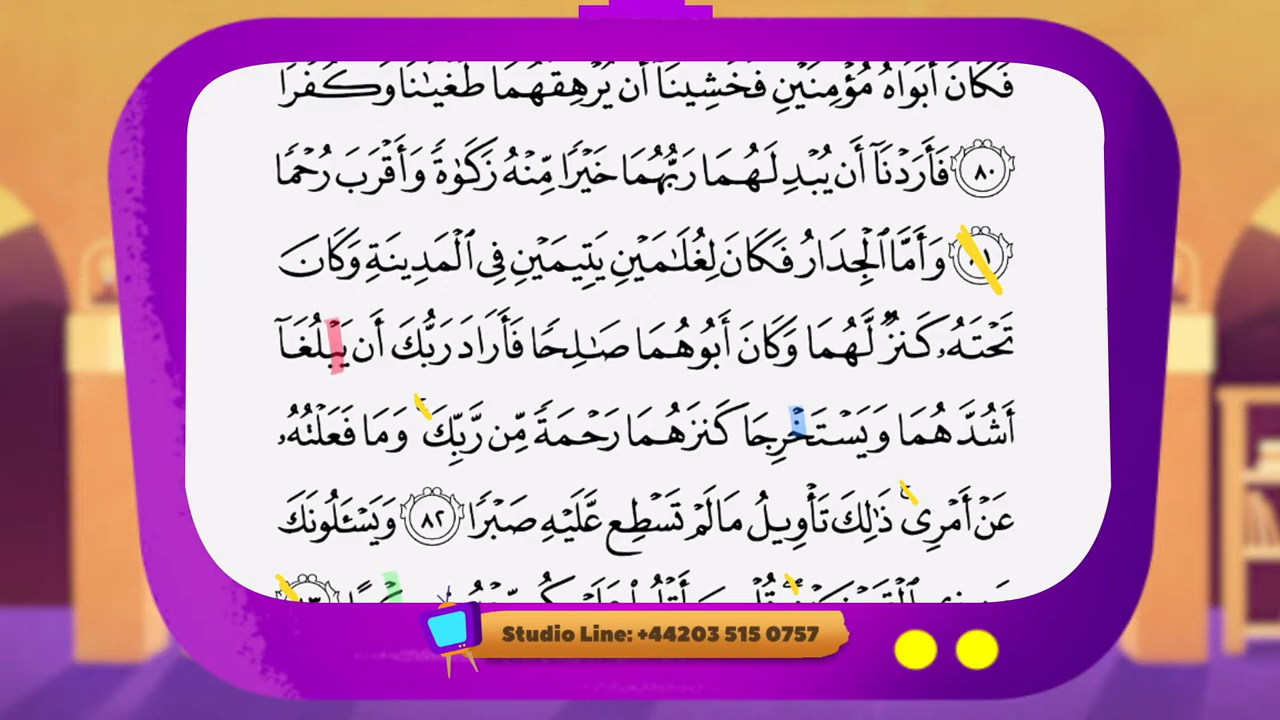 فَكَانَ أَبَوَاهُ مُؤْمِنَيْنِ فَخَشِينَآ أَن يُرْهِقَهُمَا طُغْيَٰنًا وَكُفْرًا
٨٠ فَأَرَدْنَآ أَن يُبْدِلَهُمَا رَبُّهُمَا خَيْرًا مِّنْهُ زَكَوٰةً وَأَقْرَبَ رُحْمًا
٨١ وَأَمَّا ٱلْجِدَارُ فَكَانَ لِغُلَٰمَيْنِ يَتِيمَيْنِ فِى ٱلْمَدِينَةِ وَكَانَ
تَحْتَهُۥ كَنزٌ لَّهُمَا وَكَانَ أَبُوهُمَا صَٰلِحًا فَأَرَادَ رَبُّكَ أَن يَبْلُغَآ
أَشُدَّهُمَا وَيَسْتَخْرِجَا كَنزَهُمَا رَحْمَةً مِّن رَّبِّكَ ۚ وَمَا فَعَلْتُهُۥ
عَنْ أَمْرِى ۚ ذَٰلِكَ تَأْوِيلُ مَا لَمْ تَسْطِع عَّلَيْهِ صَبْرًا ٨٢ وَيَسْـَٔلُونَكَ
Studio Line: +44203 515 0757